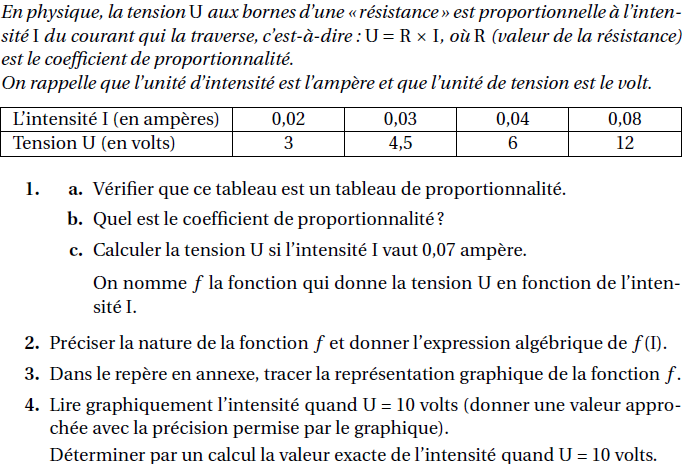 En physique, la tension U aux bornes d'une « résistance » est proportionnelle à l'inten-
sité I du courant qui la traverse, c'est-à-dire : U = R × I, où R (valeur de la résistance)
est le coefficient de proportionnalité.
On rappelle que l'unité d'intensité est l'ampère et que l'unité de tension est le volt.
L'intensité I (en ampères) 0,02 0,03 0,04 0,08
Tension U (en volts) 3 4,5 6 12
1. a. Vérifier que ce tableau est un tableau de proportionnalité.
b. Quel est le coefficient de proportionnalité ?
c. Calculer la tension U si l'intensité I vaut 0,07 ampère.
On nomme f la fonction qui donne la tension U en fonction de l'inten-
sité I.
2. Préciser la nature de la fonction f et donner l'expression algébrique de f(I).
3. Dans le repère en annexe, tracer la représentation graphique de la fonction f.
4. Lire graphiquement l'intensité quand U = 10 volts (donner une valeur appro-
chée avec la précision permise par le graphique).
Déterminer par un calcul la valeur exacte de l'intensité quand U = 10 volts.